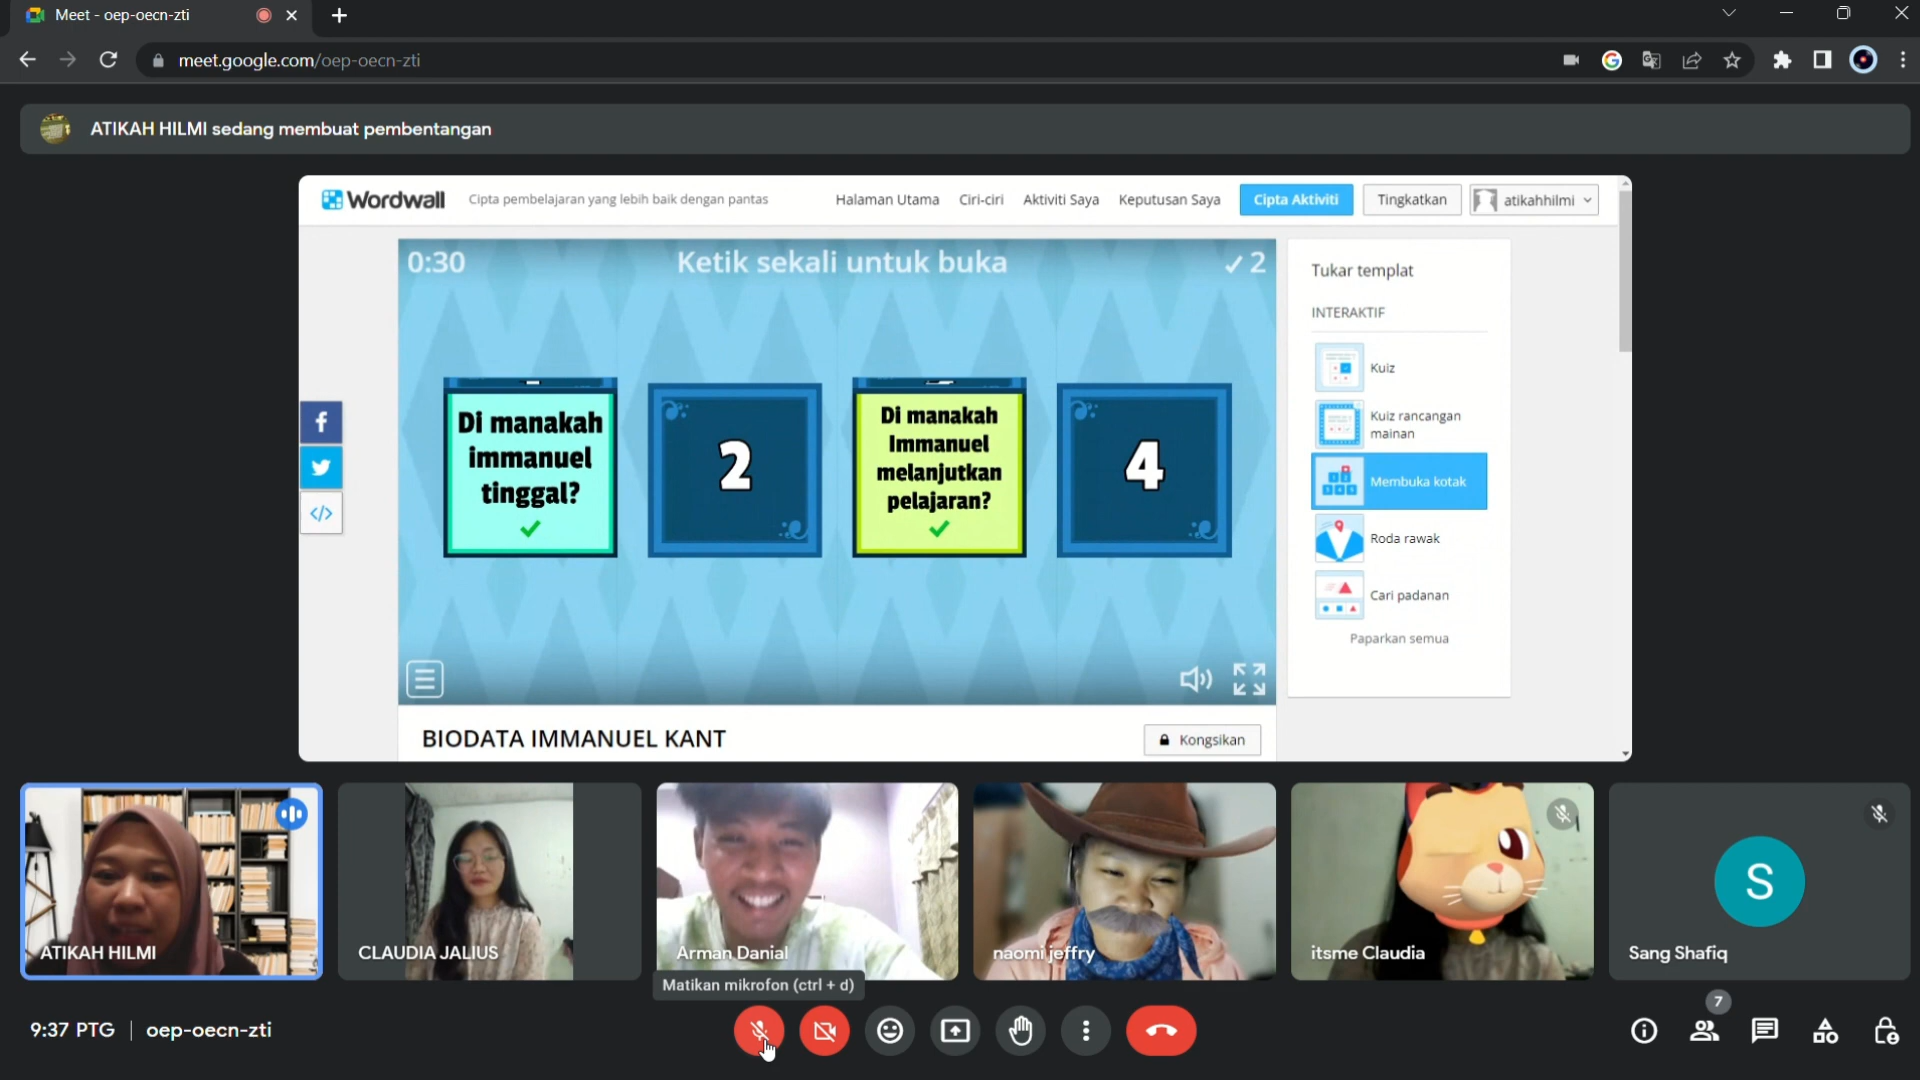 Meet - oep-oecn-zti
meet.google.com/oep-oecn-zti
ATIKAH HILMI sedang membuat pembentangan
Wordwall
Cipta pembelajaran yang lebih baik dengan pantas
Halaman Utama
Ciri-ciri
Aktiviti Saya
Keputusan Saya
Cipta Aktiviti
Tingkatkan
atikahhilmi
0:30
Ketik sekali untuk buka
✓ 2
Di manakah
immanuel
tinggal?
2
Di manakah
Immanuel
melanjutkan
pelajaran?
4
Tukar templat
INTERAKTIF
Kuiz
Kuiz rancangan
mainan
Membuka kotak
Roda rawak
Cari padanan
Paparkan semua
BIODATA IMMANUEL KANT
Kongsikan
ATIKAH HILMI
CLAUDIA JALIUS
Arman Danial
naomi jeffry
itsme Claudia
S
Sang Shafiq
Matikan mikrofon (ctrl + d)
9:37 PTG | oep-oecn-zti
7